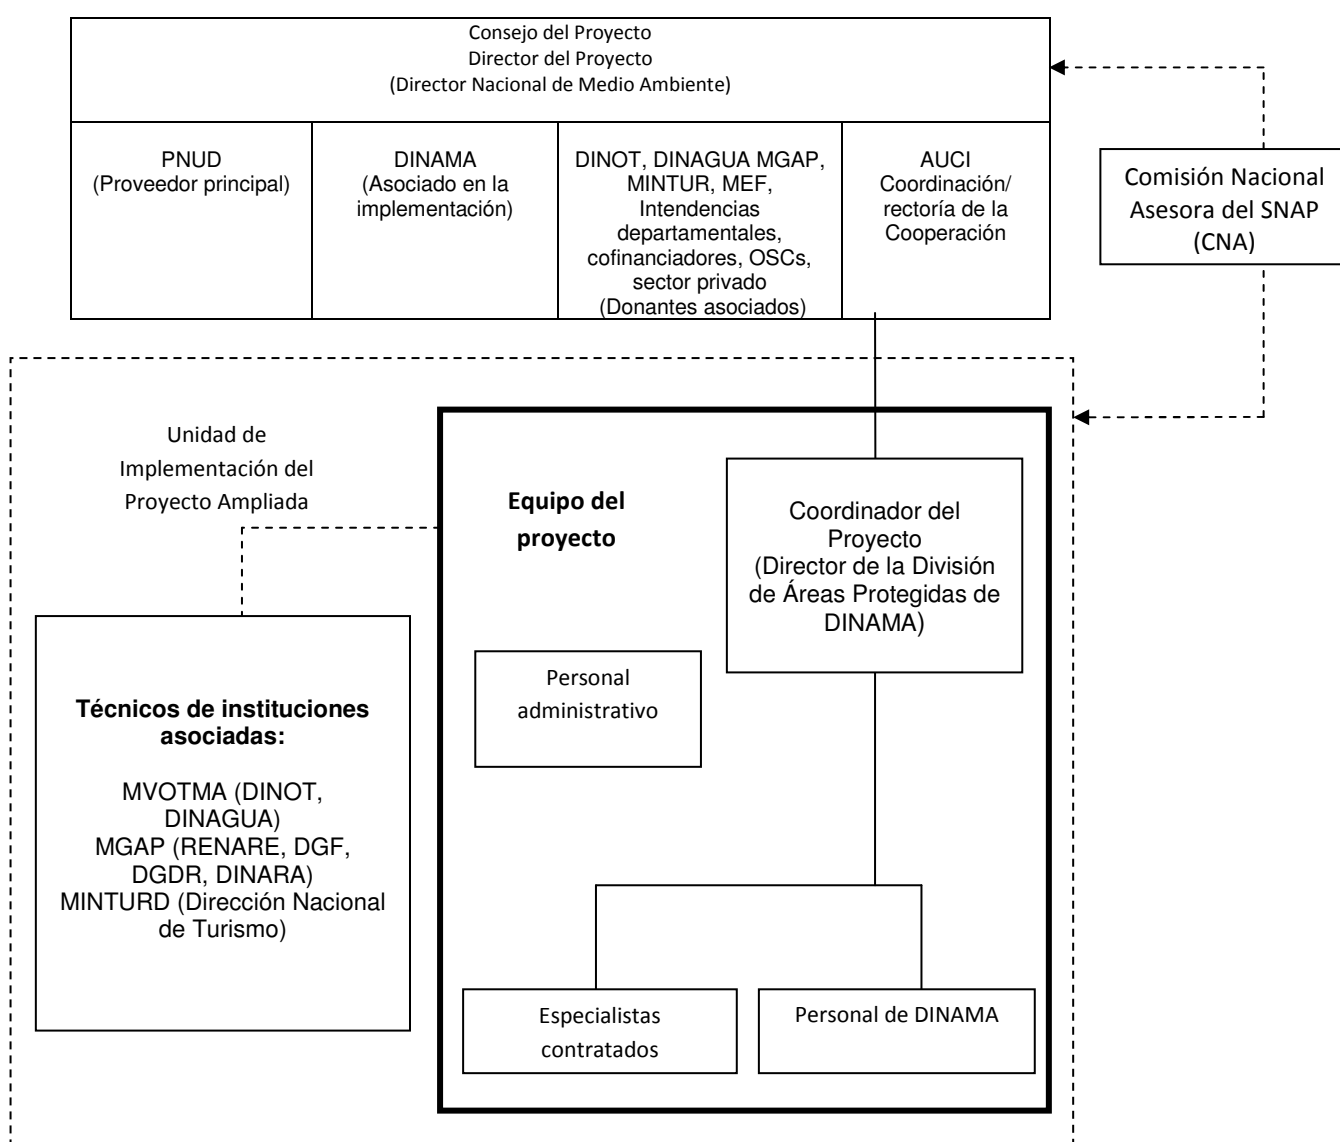 Consejo del Proyecto
Director del Proyecto
(Director Nacional de Medio Ambiente)
PNUD
(Proveedor principal)
DINAMA
(Asociado en la
implementación)
DINOT, DINAGUA MGAP,
MINTUR, MEF,
Intendencias
departamentales,
cofinanciadores, OSCs,
sector privado
(Donantes asociados)
AUCI
Coordinación/
rectoría de la
Cooperación
Comisión Nacional
Asesora del SNAP
(CNA)
Unidad de
Implementación del
Proyecto Ampliada
Equipo del
proyecto
Coordinador del
Proyecto
(Director de la División
de Áreas Protegidas de
DINAMA)
Personal
administrativo
Técnicos de instituciones
asociadas:
MVOTMA (DINOT,
DINAGUA)
MGAP (RENARE, DGF,
DGDR, DINARA)
MINTURD (Dirección Nacional
de Turismo)
Especialistas
contratados
Personal de DINAMA